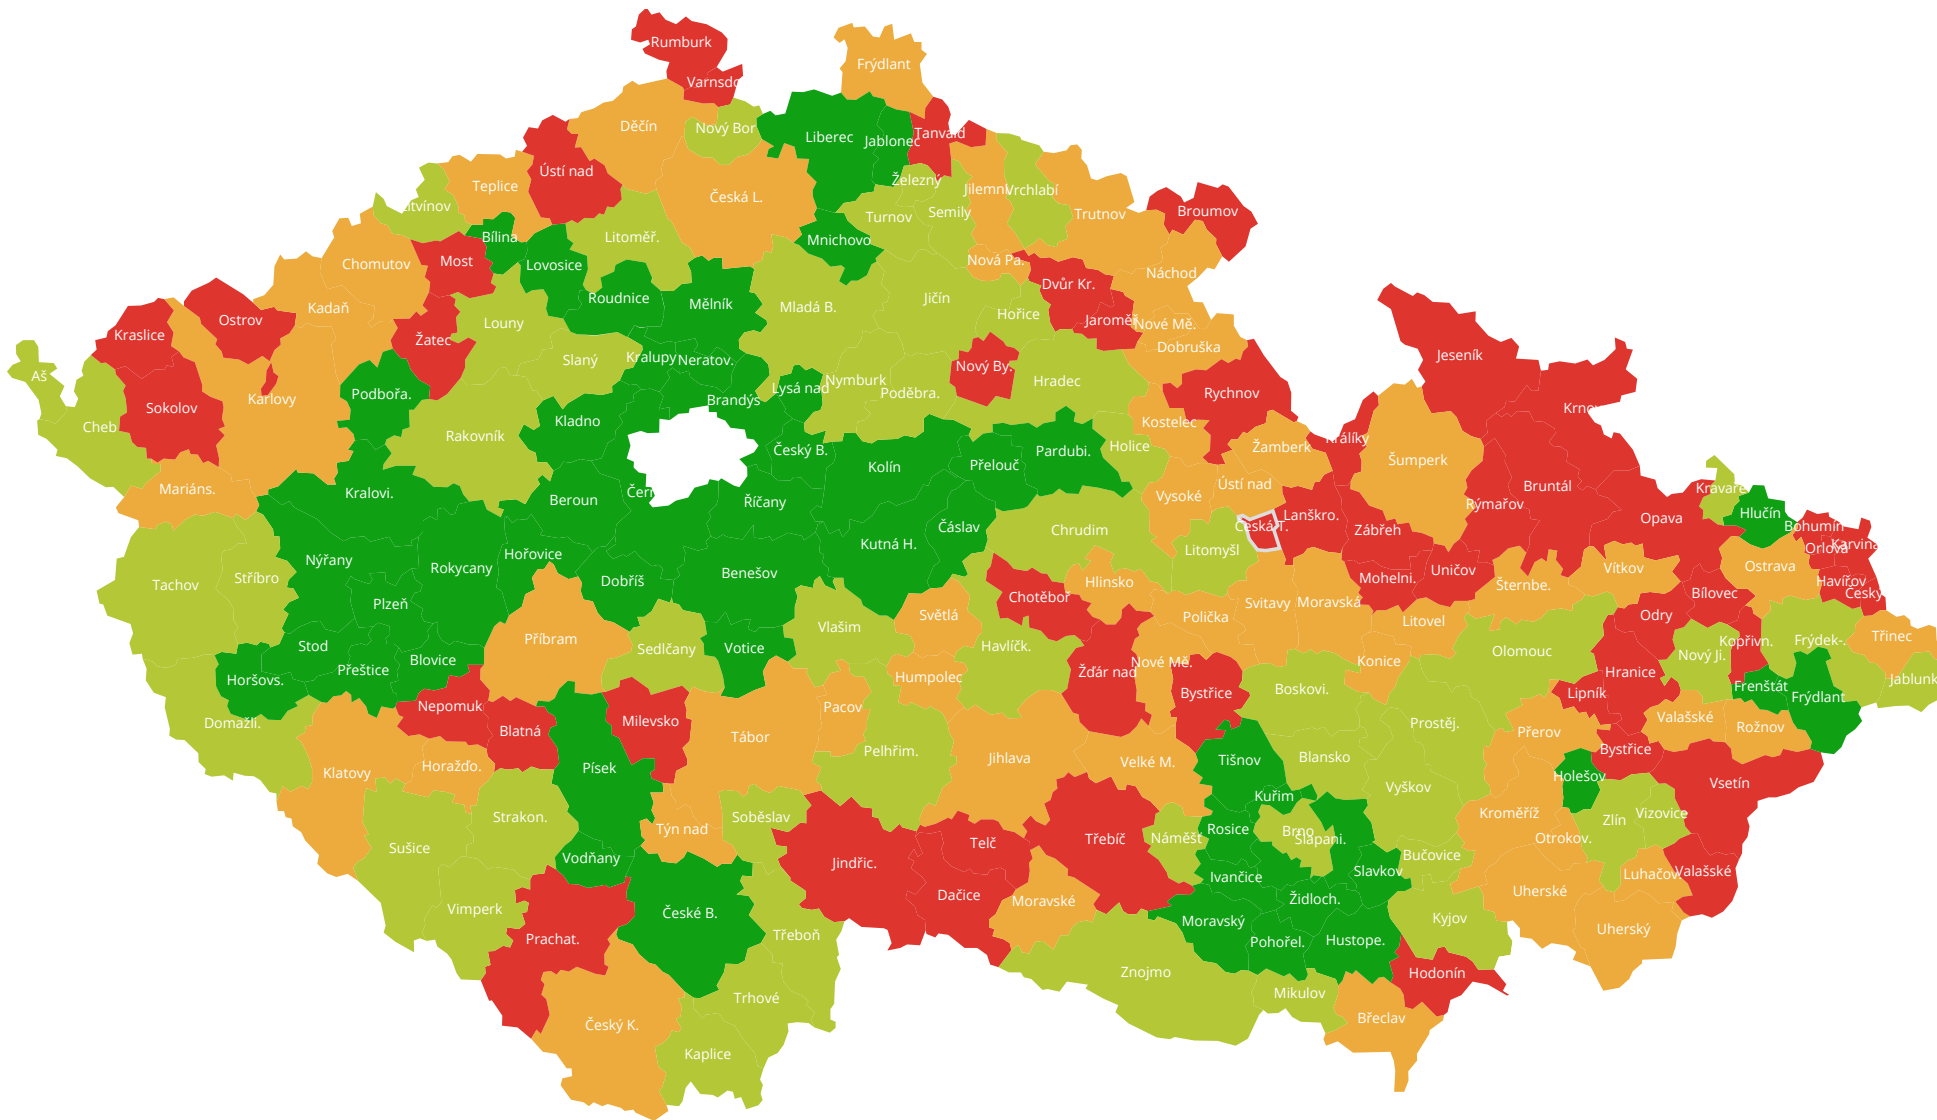 Rumburk
Frýdlant
Varnsdo
Děčín
Nový Bor
Liberec
Jablonec
Tanvald
Ústí nad
Teplice
Česká L.
Železný
Jilemni
Vrchlabí
Litvínov
Turnov
Semily
Trutnov
Broumov
Bílina
Litoměř.
Mnichovo
Chomutov
Most
Lovosice
Nová Pa.
Náchod
Kadaň
Roudnice
Mělník
Mladá B.
Jičín
Dvůr Kr.
Ostrov
Louny
Hořice
Jaroměř
Nové Mě.
Kraslice
Žatec
Slaný
Kralupy
Neratov.
Dobruška
Jeseník
Aš
Podbořa.
Lysá nad
Nymburk
Poděbra.
Nový By.
Hradec
Rychnov
Sokolov
Karlovy
Brandýs
Krnov
Cheb
Rakovník
Kladno
Kostelec
Králíky
Český B.
Kolín
Přelouč
Pardubi.
Holice
Žamberk
Šumperk
Mariáns.
Kralovi.
Beroun
Čern
Říčany
Vysoké
Ústí nad
Bruntál
Kravaře
Rýmařov
Hlučín
Čáslav
Chrudim
Česká T.
Lanškro.
Zábřeh
Opava
Bohumín
Nýřany
Hořovice
Kutná H.
Litomyšl
Orlová
Karviná
Tachov
Stříbro
Rokycany
Dobříš
Benešov
Hlinsko
Mohelni.
Uničov
Šternbe.
Vítkov
Ostrava
Havířov
Český
Plzeň
Chotěboř
Svitavy
Moravská
Bílovec
Příbram
Vlašim
Světlá
Polička
Litovel
Odry
Stod
Sedlčany
Votice
Havlíčk.
Kopřivn.
Frýdek-.
Třinec
Horšovs.
Přeštice
Blovice
Humpolec
Žďár nad
Nové Mě.
Konice
Olomouc
Nový Ji.
Nepomuk
Bystřice
Boskovi.
Lipník
Hranice
Frenštát
Jablunk
Domažli.
Blatná
Milevsko
Pacov
Prostěj.
Valašské
Frýdlant
Klatovy
Horažďo.
Písek
Tábor
Pelhřim.
Jihlava
Velké M.
Tišnov
Blansko
Přerov
Bystřice
Rožnov
Strakon.
Soběslav
Kuřim
Vyškov
Holešov
Vsetín
Týn nad
Třebíč
Náměšť
Rosice
Brno
Šlapani.
Kroměříž
Zlín
Vizovice
Sušice
Vodňany
Jindřic.
Telč
Bučovice
Otrokov.
Vimperk
Dačice
Moravské
Ivančice
Slavkov
Uherské
Luhačov.
Valašské
České B.
Židloch.
Prachat.
Třeboň
Moravský
Pohořel.
Hustope.
Kyjov
Uherský
Znojmo
Hodonín
Trhové
Mikulov
Český K.
Břeclav
Kaplice